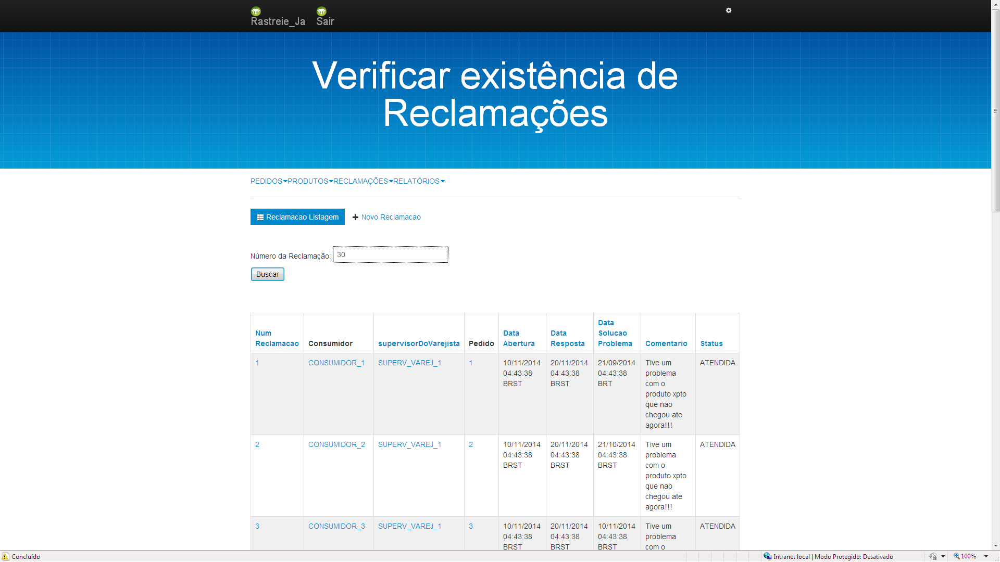 Rastreie_Ja Sair
Verificar existência de
Reclamações
PEDIDOS PRODUTOS RECLAMAÇÕES RELATÓRIOS
Reclamacao Listagem Novo Reclamacao
Número da Reclamação: 30
Buscar
Num Reclamacao Consumidor supervisorDoVarejista Pedido Data Abertura Data Resposta Data Solucao Problema Comentario Status
1 CONSUMIDOR_1 SUPERV_VAREJ_1 1 10/11/2014 20/11/2014 21/09/2014 Tive um ATENDIDA
04:43:38 04:43:38 04:43:38 problema
BRST BRST BRT com o
produto xpto
que nao
chegou ate
agora!!!
2 CONSUMIDOR_2 SUPERV_VAREJ_1 2 10/11/2014 20/11/2014 21/10/2014 Tive um ATENDIDA
04:43:38 04:43:38 04:43:38 problema
BRST BRST BRST com o
produto xpto
que nao
chegou ate
agora!!!
3 CONSUMIDOR_3 SUPERV_VAREJ_1 3 10/11/2014 20/11/2014 10/11/2014 Tive um ATENDIDA
04:43:38 04:43:38 04:43:38 problema
BRST BRST BRST com o
Concluído Intranet local | Modo Protegido: Desativado 100%